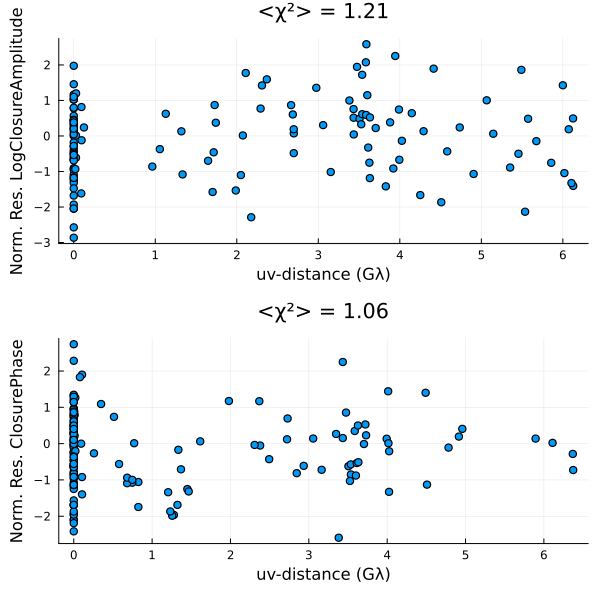 <χ²> = 1.21
Norm. Res. LogClosureAmplitude
2
1
0
−1
−2
−3
0 1 2 3 4 5 6
uv-distance (Gλ)
<χ²> = 1.06
Norm. Res. ClosurePhase
2
1
0
−1
−2
0 1 2 3 4 5 6
uv-distance (Gλ)